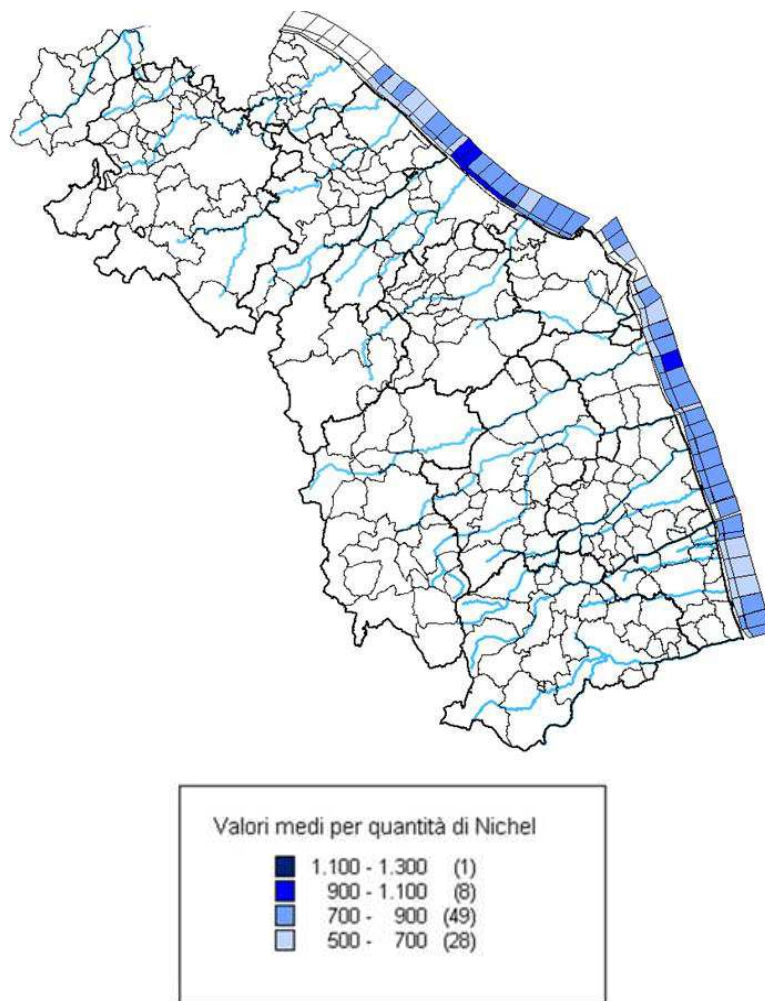 Valori medi per quantità di Nichel
1.100 - 1.300 (1)
900 - 1.100 (8)
700 - 900 (49)
500 - 700 (28)